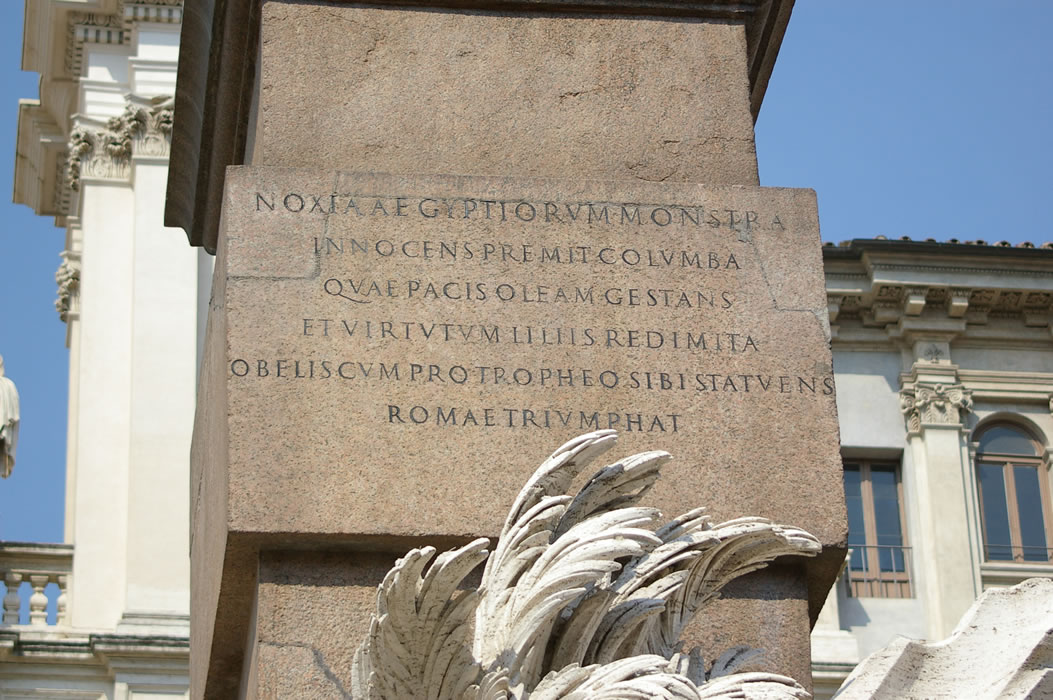 NOXIA AEGYPTIORVM MONSTRA
INNOCENS PREMIT COLVMBA
QVAE PACIS OLEAM GESTANS
ET VIRTVTVM LILIIS REDIMITA
OBELISCVM PRO TROPHEO SIBI STATVENS
ROMAE TRIVMPHAT